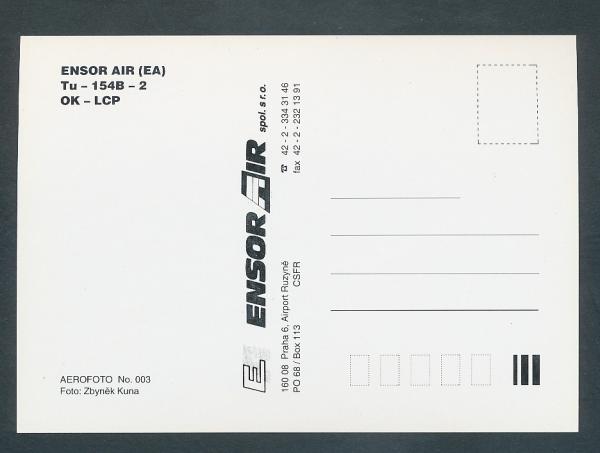 ENSOR AIR (EA)
Tu – 154B – 2
OK – LCP
AEROFOTO No. 003
Foto: Zbyněk Kuna
E ENSOR AIR spol. s r.o.
160 08 Praha 6, Airport Ruzyně ☎ 42 - 2 - 334 31 46
PO 68 / Box 113 CSFR fax 42 - 2 - 232 13 91